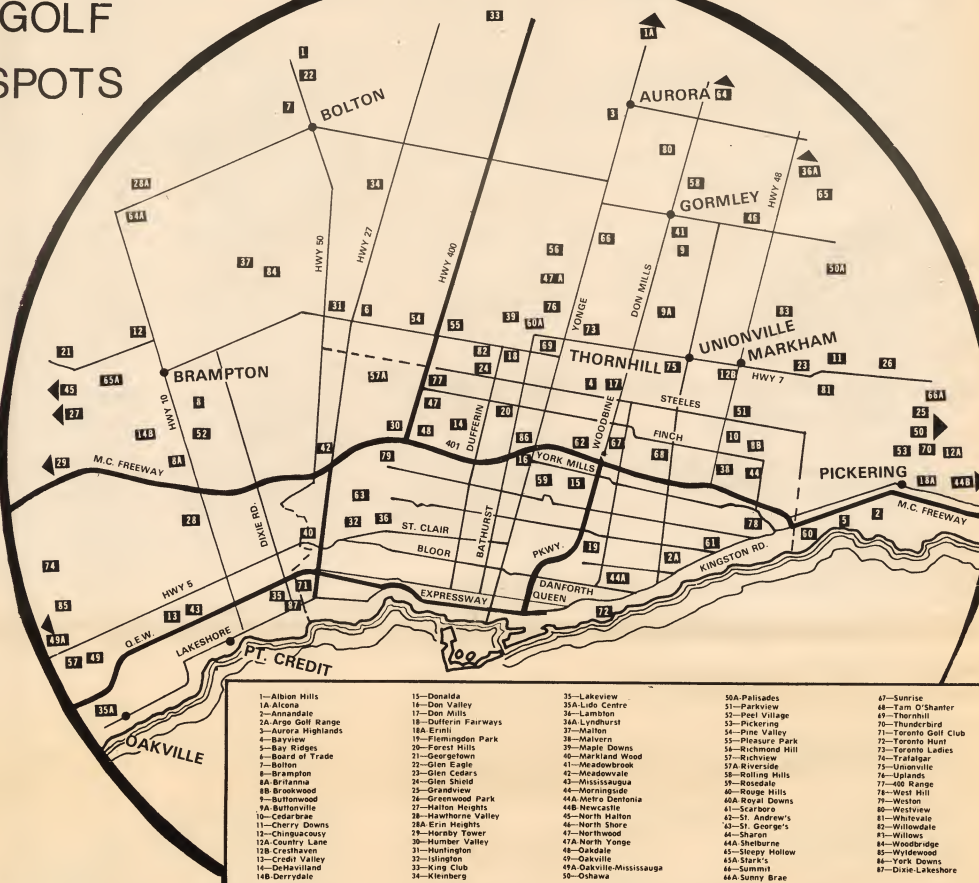 GOLF
SPOTS
BOLTON
AURORA
GORMLEY
HWY 50
HWY 27
HWY 400
HWY 48
YONGE
DON MILLS
UNIONVILLE
MARKHAM
THORNHILL
HWY 7
BRAMPTON
HWY 10
STEELES
FINCH
DUFFERIN
WOODBINE
401
YORK MILLS
PICKERING
M.C. FREEWAY
M.C. FREEWAY
DIXIE RD.
ST. CLAIR
BLOOR
BATHURST
PKWY.
KINGSTON RD.
DANFORTH
QUEEN
EXPRESSWAY
HWY 5
Q.E.W.
LAKESHORE
PT. CREDIT
OAKVILLE
1—Albion Hills
1A-Alcona
2—Annandale
2A-Argo Golf Range
3—Aurora Highlands
4—Bayview
5—Bay Ridges
6—Board of Trade
7—Bolton
8—Brampton
8A-Britannia
8B-Brookwood
9—Buttonwood
9A-Buttonville
10—Cedarbrae
11—Cherry Downs
12—Chinguacousy
12A-Country Lane
12B-Cresthaven
13—Credit Valley
14—DeHavilland
14B-Derrydale
15—Donalda
16—Don Valley
17—Don Mills
18—Dufferin Fairways
18A-Erinli
19—Flemingdon Park
20—Forest Hills
21—Georgetown
22—Glen Eagle
23—Glen Cedars
24—Glen Shield
25—Grandview
26—Greenwood Park
27—Halton Heights
28—Hawthorne Valley
28A-Erin Heights
29—Hornby Tower
30—Humber Valley
31—Huntington
32—Islington
33—King Club
34—Kleinberg
35—Lakeview
35A-Lido Centre
36—Lambton
36A-Lyndhurst
37—Malton
38—Malvern
39—Maple Downs
40—Markland Wood
41—Meadowbrook
42—Meadowvale
43—Mississaugua
44—Morningside
44A-Metro Dentonia
44B-Newcastle
45—North Halton
46—North Shore
47—Northwood
47A-North Yonge
48—Oakdale
49—Oakville
49A-Oakville-Mississauga
50—Oshawa
50A-Palisades
51—Parkview
52—Peel Village
53—Pickering
54—Pine Valley
55—Pleasure Park
56—Richmond Hill
57—Richview
57A-Riverside
58—Rolling Hills
59—Rosedale
60—Rouge Hills
60A-Royal Downs
61—Scarboro
62—St. Andrew's
63—St. George's
64—Sharon
64A-Shelburne
65—Sleepy Hollow
65A-Stark's
66—Summit
66A-Sunny Brae
67—Sunrise
68—Tam O'Shanter
69—Thornhill
70—Thunderbird
71—Toronto Golf Club
72—Toronto Hunt
73—Toronto Ladies
74—Trafalgar
75—Unionville
76—Uplands
77—400 Range
78—West Hill
79—Weston
80—Westview
81—Whitevale
82—Willowdale
83—Willows
84—Woodbridge
85—Wyldewood
86—York Downs
87—Dixie-Lakeshore